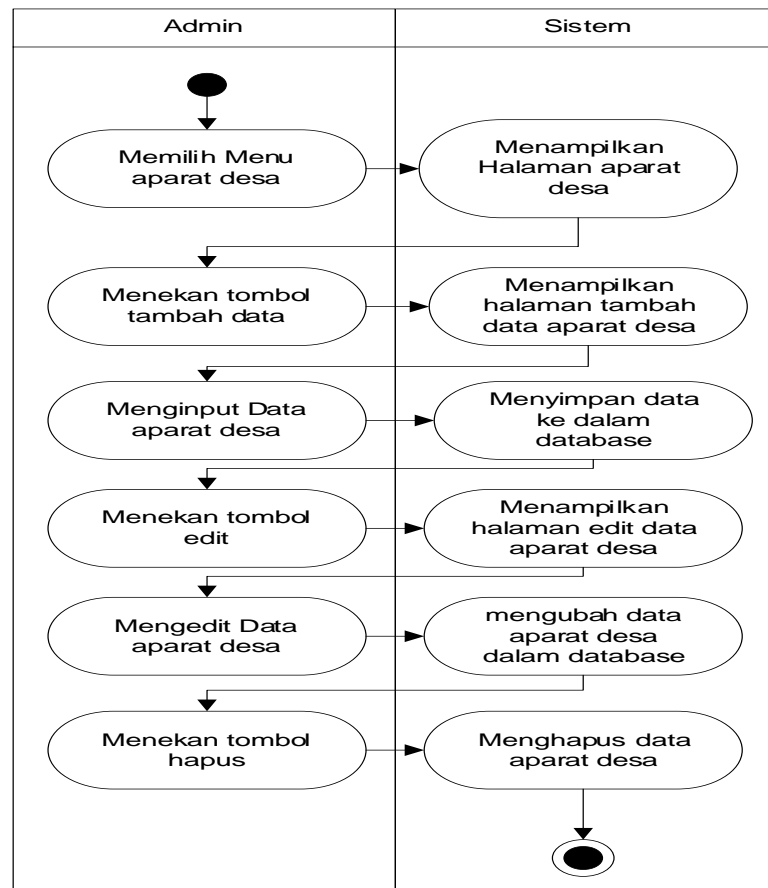 Admin
Sistem
Memilih Menu
aparat desa
Menampilkan
Halaman aparat
desa
Menekan tombol
tambah data
Menampilkan
halaman tambah
data aparat desa
Menginput Data
aparat desa
Menyimpan data
ke dalam
database
Menekan tombol
edit
Menampilkan
halaman edit data
aparat desa
Mengedit Data
aparat desa
mengubah data
aparat desa
dalam database
Menekan tombol
hapus
Menghapus data
aparat desa